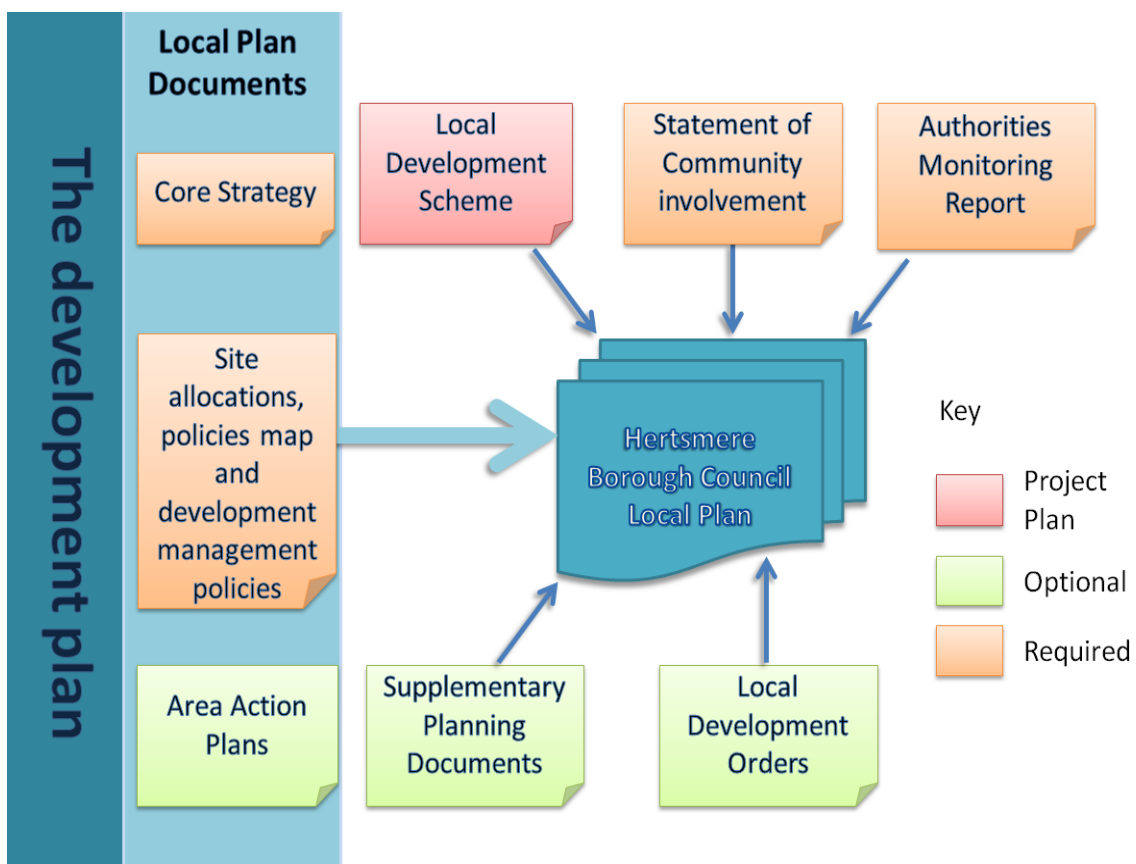 The development plan
Local Plan
Documents
Core Strategy
Site
allocations,
policies map
and
development
management
policies
Area Action
Plans
Local
Development
Scheme
Statement of
Community
involvement
Authorities
Monitoring
Report
Hertsmere
Borough Council
Local Plan
Supplementary
Planning
Documents
Local
Development
Orders
Key
Project
Plan
Optional
Required